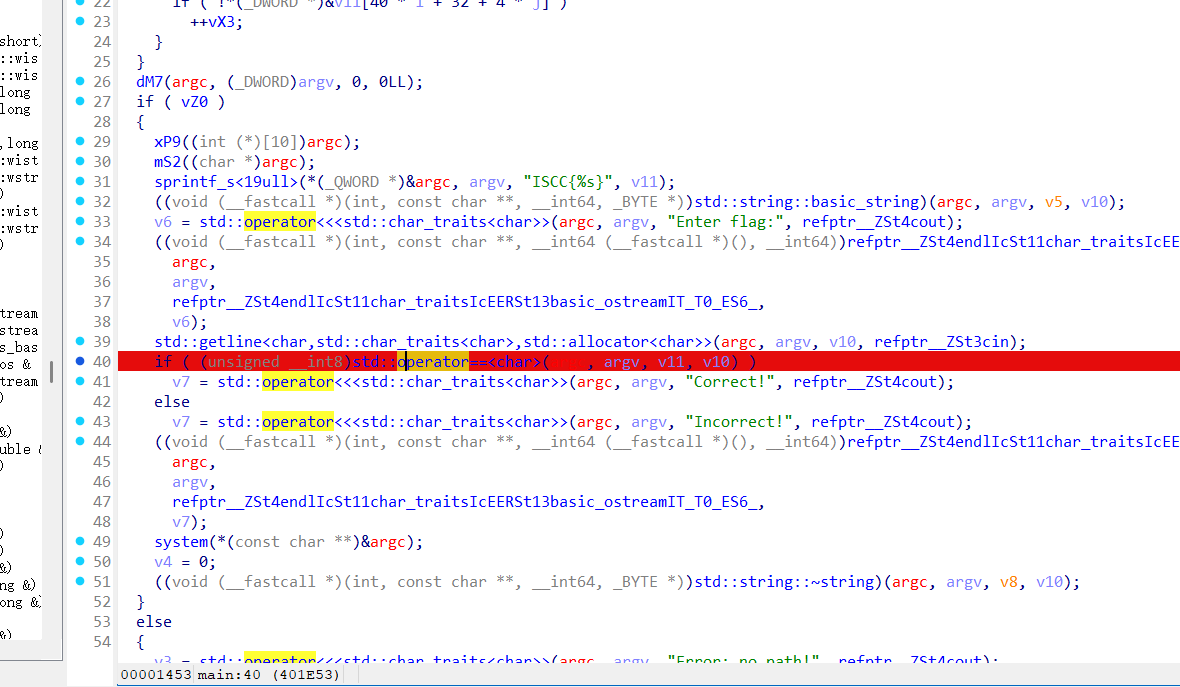 short)
::wis
::wis
long
long
,long
:wist
:wstr
)
:wist
:wstr
)
tream
strea
s_bas
os &
tream
)
&)
uble &
)
)
)
&)
ng &)
ong &)
&)
22 if ( !*(_DWORD *)&v11[40 * i + 32 + 4 * j] )
23 ++vX3;
24 }
25 }
26 dM7(argc, (_DWORD)argv, 0, 0LL);
27 if ( vZ0 )
28 {
29 xP9((int (*)[10])argc);
30 mS2((char *)argc);
31 sprintf_s<19ull>(*(_QWORD *)&argc, argv, "ISCC{%s}", v11);
32 ((void (__fastcall *)(int, const char **, __int64, _BYTE *))std::string::basic_string)(argc, argv, v5, v10);
33 v6 = std::operator<<<std::char_traits<char>>(argc, argv, "Enter flag:", refptr__ZSt4cout);
34 ((void (__fastcall *)(int, const char **, __int64 (__fastcall *)(), __int64))refptr__ZSt4endlIcSt11char_traitsIcEE
35 argc,
36 argv,
37 refptr__ZSt4endlIcSt11char_traitsIcEERSt13basic_ostreamIT_T0_ES6_,
38 v6);
39 std::getline<char,std::char_traits<char>,std::allocator<char>>(argc, argv, v10, refptr__ZSt3cin);
40 if ( (unsigned __int8)std::operator==<char>( , argv, v11, v10) )
41 v7 = std::operator<<<std::char_traits<char>>(argc, argv, "Correct!", refptr__ZSt4cout);
42 else
43 v7 = std::operator<<<std::char_traits<char>>(argc, argv, "Incorrect!", refptr__ZSt4cout);
44 ((void (__fastcall *)(int, const char **, __int64 (__fastcall *)(), __int64))refptr__ZSt4endlIcSt11char_traitsIcEE
45 argc,
46 argv,
47 refptr__ZSt4endlIcSt11char_traitsIcEERSt13basic_ostreamIT_T0_ES6_,
48 v7);
49 system(*(const char **)&argc);
50 v4 = 0;
51 ((void (__fastcall *)(int, const char **, __int64, _BYTE *))std::string::~string)(argc, argv, v8, v10);
52 }
53 else
54 {
v3 = std::operator<<<std::char_traits<char>>(argc, argv, "Error: no path!", refptr__ZSt4cout);
00001453 main:40 (401E53)